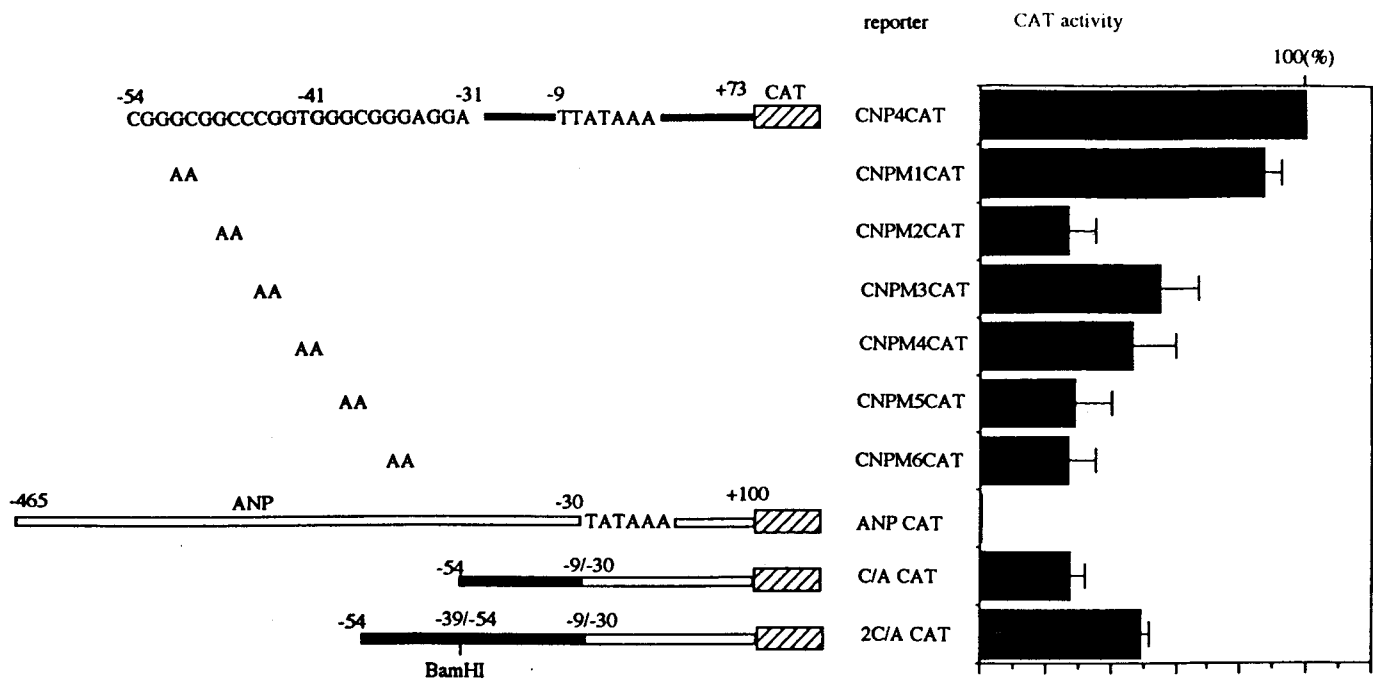 reporter CAT activity
100(%)
-54 -41 -31 -9 +73 CAT
CGGGCGGCCCGGTGGGCGGGAGGA TTATAAA CNP4CAT
AA CNPM1CAT
AA CNPM2CAT
AA CNPM3CAT
AA CNPM4CAT
AA CNPM5CAT
AA CNPM6CAT
-465 ANP -30 +100
TATAAA ANP CAT
-54 -9/-30 C/A CAT
-54 -39/-54 -9/-30 2C/A CAT
BamHI